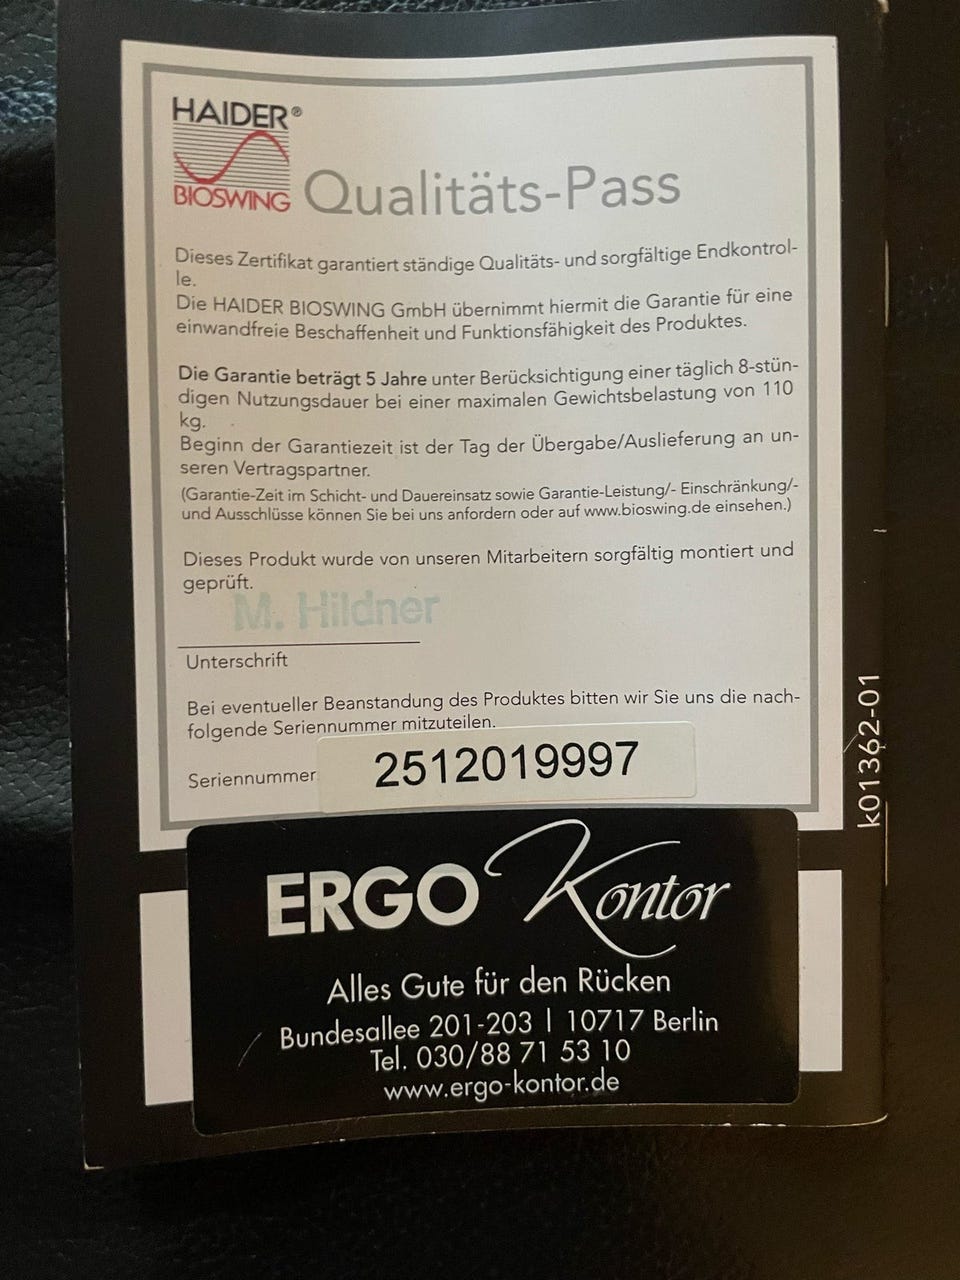 HAIDER®
BIOSWING
Qualitäts-Pass
Dieses Zertifikat garantiert ständige Qualitäts- und sorgfältige Endkontrol-
le.
Die HAIDER BIOSWING GmbH übernimmt hiermit die Garantie für eine
einwandfreie Beschaffenheit und Funktionsfähigkeit des Produktes.
Die Garantie beträgt 5 Jahre unter Berücksichtigung einer täglich 8-stün-
digen Nutzungsdauer bei einer maximalen Gewichtsbelastung von 110
kg.
Beginn der Garantiezeit ist der Tag der Übergabe/Auslieferung an un-
seren Vertragspartner.
(Garantie-Zeit im Schicht- und Dauereinsatz sowie Garantie-Leistung/- Einschränkung/-
und Ausschlüsse können Sie bei uns anfordern oder auf www.bioswing.de einsehen.)
Dieses Produkt wurde von unseren Mitarbeitern sorgfältig montiert und
geprüft.
M. Hildner
Unterschrift
Bei eventueller Beanstandung des Produktes bitten wir Sie uns die nach-
folgende Seriennummer mitzuteilen.
Seriennummer 2512019997
k01362-01
ERGO Kontor
Alles Gute für den Rücken
Bundesallee 201-203 | 10717 Berlin
Tel. 030/88 71 53 10
www.ergo-kontor.de